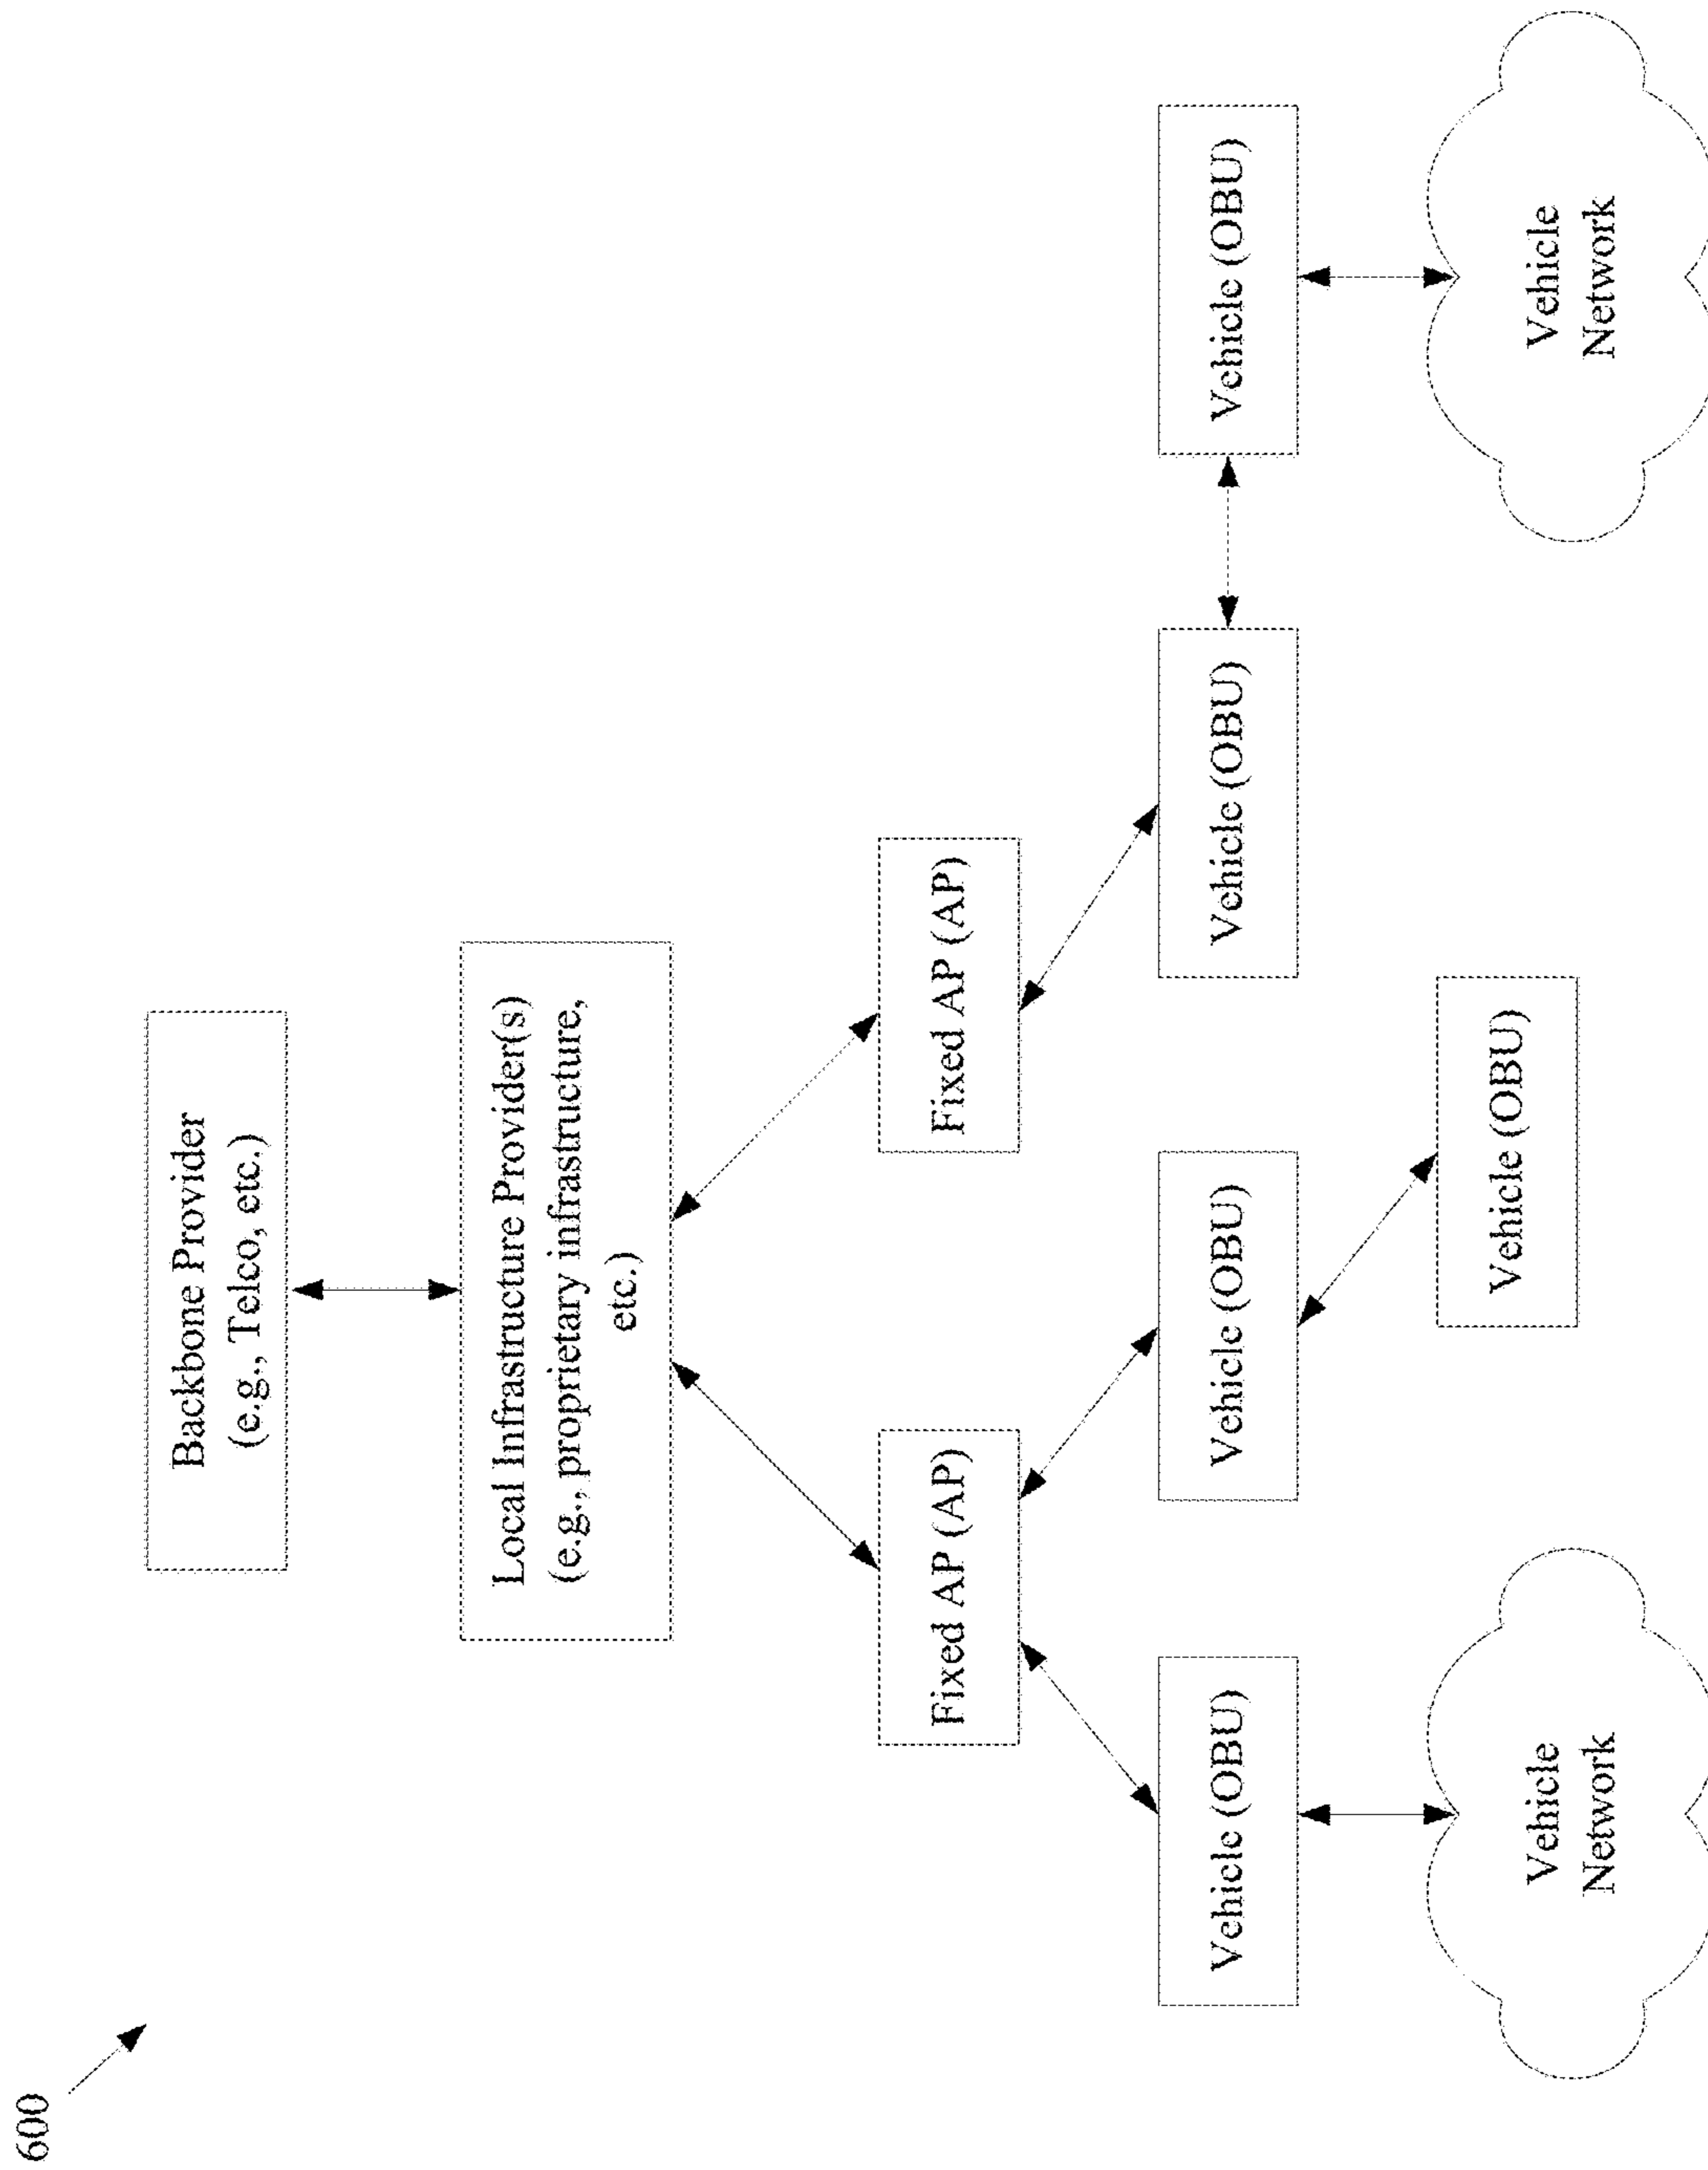 600
Backbone Provider
(e.g., Telco, etc.)
Local Infrastructure Provider(s)
(e.g., proprietary infrastructure,
etc.)
Fixed AP (AP)
Fixed AP (AP)
Vehicle (OBU)
Vehicle (OBU)
Vehicle (OBU)
Vehicle (OBU)
Vehicle
Network
Vehicle (OBU)
Vehicle
Network